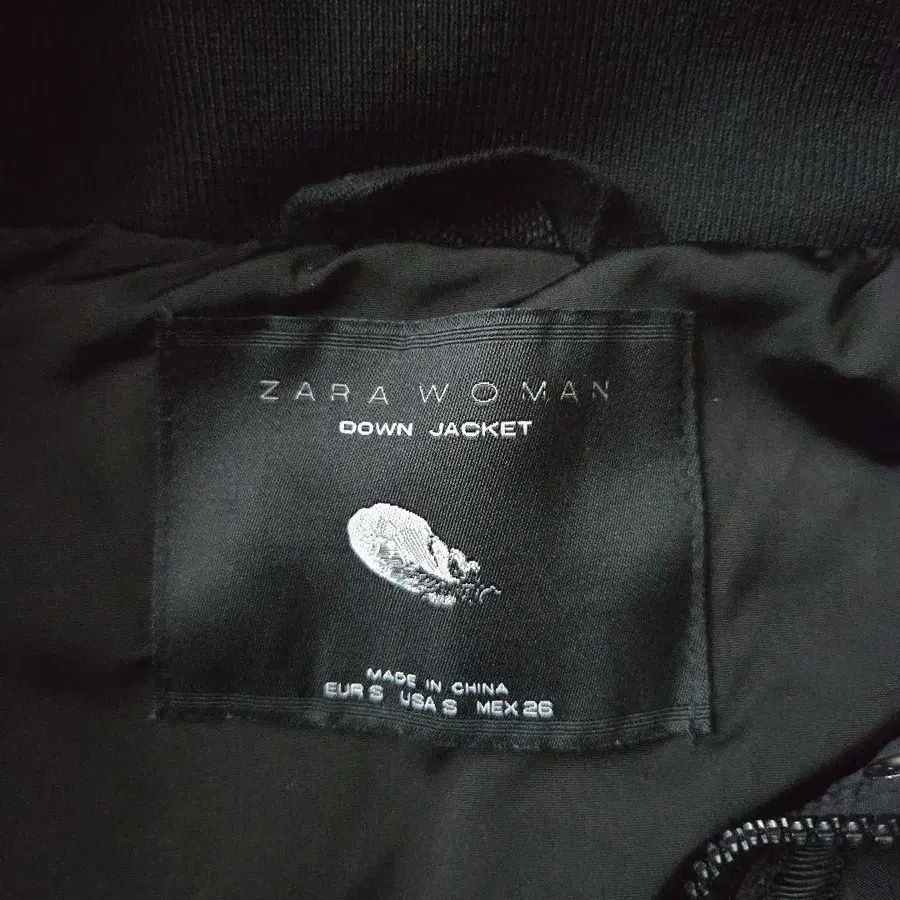 ZARA WOMAN
DOWN JACKET
MADE IN CHINA
EUR S USA S MEX 26